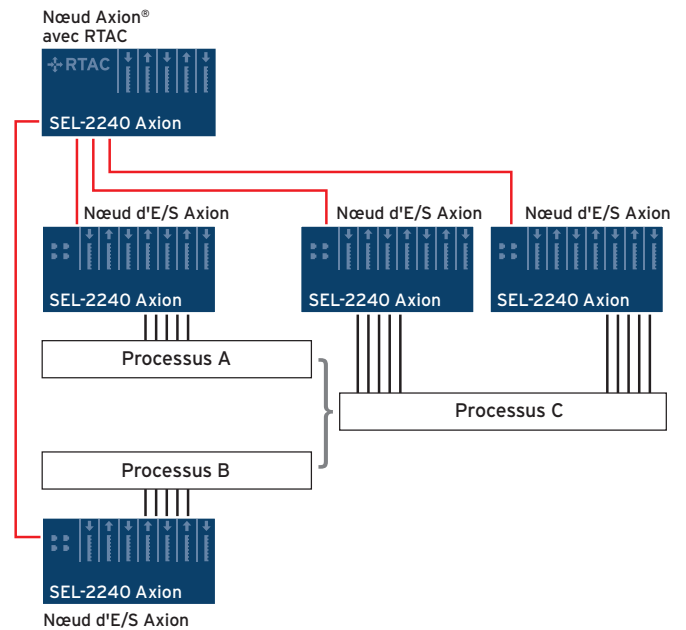 Nœud Axion®
avec RTAC
RTAC
SEL-2240 Axion
Nœud d'E/S Axion
Nœud d'E/S Axion
Nœud d'E/S Axion
SEL-2240 Axion
SEL-2240 Axion
SEL-2240 Axion
Processus A
Processus C
Processus B
SEL-2240 Axion
Nœud d'E/S Axion